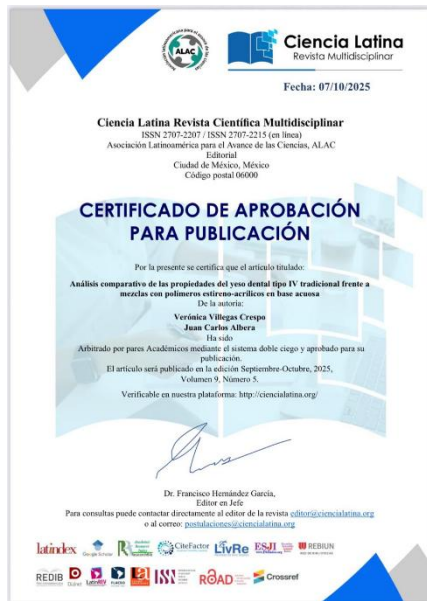 ALAC
Ciencia Latina
Revista Multidisciplinar
Fecha: 07/10/2025
Ciencia Latina Revista Científica Multidisciplinar
ISSN 2707-2207 / ISSN 2707-2215 (en línea)
Asociación Latinoamérica para el Avance de las Ciencias, ALAC
Editorial
Ciudad de México, México
Código postal 06000
CERTIFICADO DE APROBACIÓN
PARA PUBLICACIÓN
Por la presente se certifica que el artículo titulado:
Análisis comparativo de las propiedades del yeso dental tipo IV tradicional frente a
mezclas con polímeros estireno-acrílicos en base acuosa
De la autoría:
Verónica Villegas Crespo
Juan Carlos Albera
Ha sido
Arbitrado por pares Académicos mediante el sistema doble ciego y aprobado para su
publicación.
El artículo será publicado en la edición Septiembre-Octubre, 2025,
Volumen 9, Número 5.
Verificable en nuestra plataforma: http://ciencialatina.org/
Dr. Francisco Hernández García,
Editor en Jefe
Para consultas puede contactar directamente al editor de la revista editor@ciencialatina.org
o al correo: postulaciones@ciencialatina.org
latindex Google Scholar CiteFactor LivRe ESJI REBIUN
REDIB Dialnet LatinREV ISSN ROAD Crossref